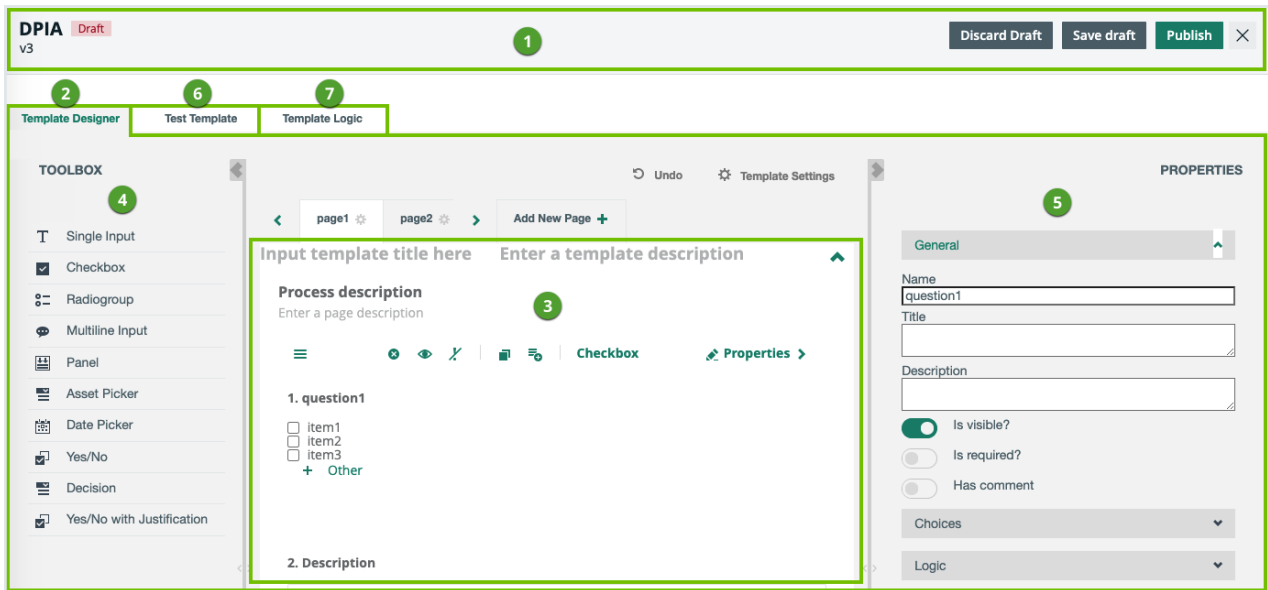 DPIA Draft
v3
1
Discard Draft Save draft Publish
2 6 7
Template Designer Test Template Template Logic
TOOLBOX
4
Single Input
Checkbox
Radiogroup
Multiline Input
Panel
Asset Picker
Date Picker
Yes/No
Decision
Yes/No with Justification
Undo Template Settings
page1 page2 Add New Page +
Input template title here Enter a template description
Process description
Enter a page description
3
Checkbox Properties
1. question1
item1
item2
item3
+ Other
2. Description
PROPERTIES
5
General
Name
question1
Title
Description
Is visible?
Is required?
Has comment
Choices
Logic